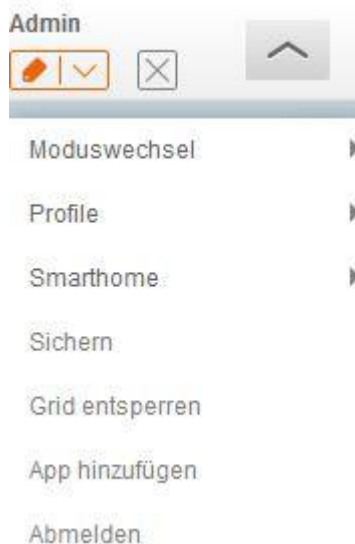 Admin
Moduswechsel
Profile
Smarthome
Sichern
Grid entsperren
App hinzufügen
Abmelden